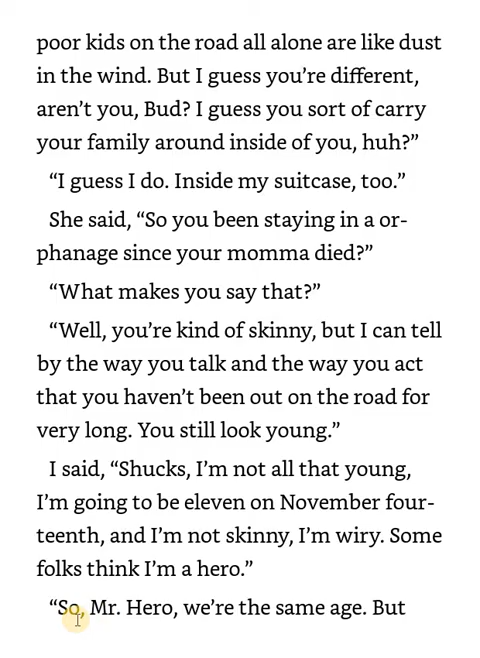 poor kids on the road all alone are like dust
in the wind. But I guess you’re different,
aren’t you, Bud? I guess you sort of carry
your family around inside of you, huh?”
“I guess I do. Inside my suitcase, too.”
She said, “So you been staying in a or-
phanage since your momma died?”
“What makes you say that?”
“Well, you’re kind of skinny, but I can tell
by the way you talk and the way you act
that you haven’t been out on the road for
very long. You still look young.”
I said, “Shucks, I’m not all that young,
I’m going to be eleven on November four-
teenth, and I’m not skinny, I’m wiry. Some
folks think I’m a hero.”
“So, Mr. Hero, we’re the same age. But